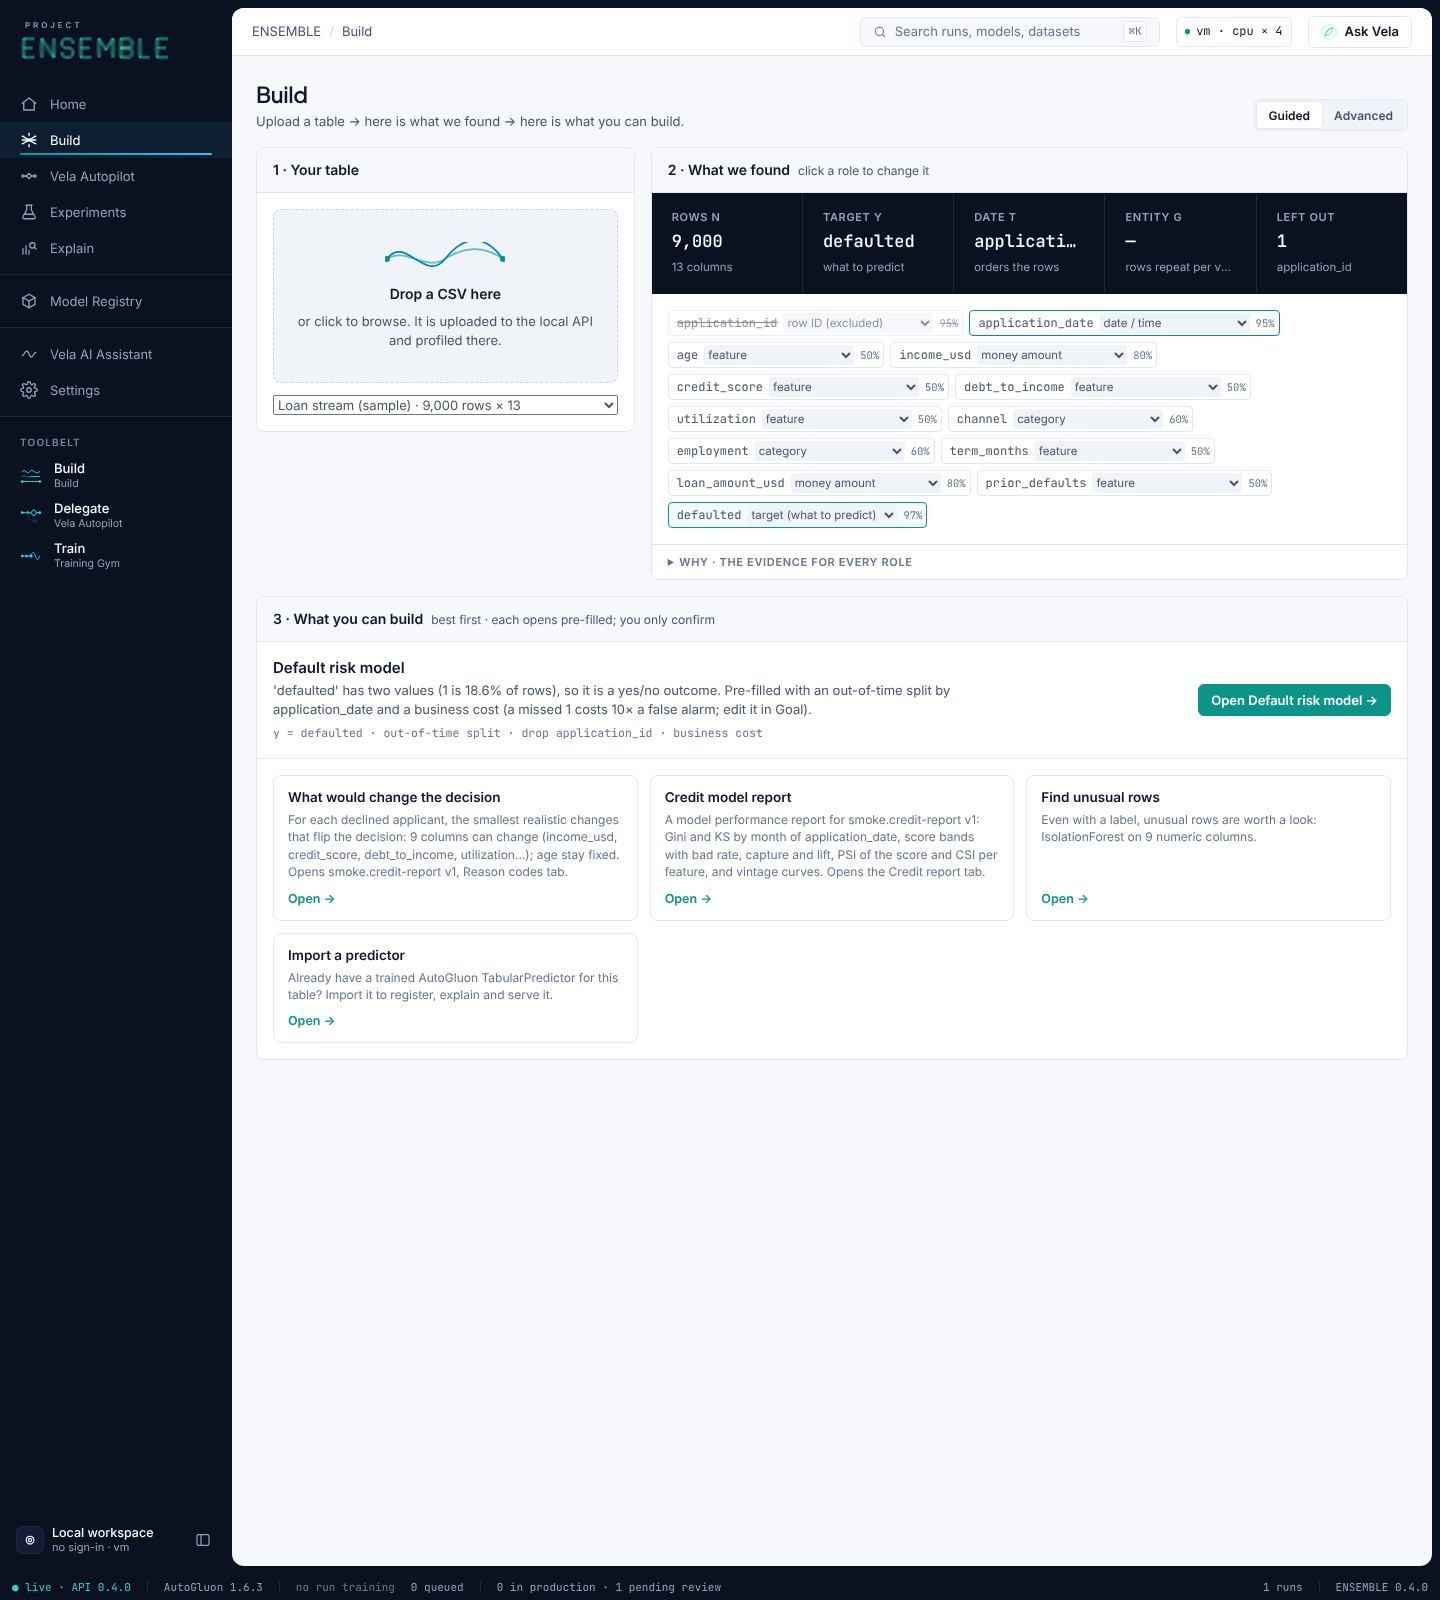 PROJECT
ENSEMBLE
Home
Build
Vela Autopilot
Experiments
Explain
Model Registry
Vela AI Assistant
Settings
TOOLBELT
Build
Build
Delegate
Vela Autopilot
Train
Training Gym
Local workspace
no sign-in · vm
ENSEMBLE / Build
Search runs, models, datasets ⌘K
vm · cpu × 4
Ask Vela
Build
Upload a table → here is what we found → here is what you can build.
Guided Advanced
1 · Your table
Drop a CSV here
or click to browse. It is uploaded to the local API
and profiled there.
Loan stream (sample) · 9,000 rows × 13
2 · What we found click a role to change it
ROWS N
9,000
13 columns
TARGET Y
defaulted
what to predict
DATE T
applicati…
orders the rows
ENTITY G
—
rows repeat per v…
LEFT OUT
1
application_id
application_id row ID (excluded) 95% application_date date / time 95%
age feature 50% income_usd money amount 80%
credit_score feature 50% debt_to_income feature 50%
utilization feature 50% channel category 60%
employment category 60% term_months feature 50%
loan_amount_usd money amount 80% prior_defaults feature 50%
defaulted target (what to predict) 97%
▶ WHY · THE EVIDENCE FOR EVERY ROLE
3 · What you can build best first · each opens pre-filled; you only confirm
Default risk model
'defaulted' has two values (1 is 18.6% of rows), so it is a yes/no outcome. Pre-filled with an out-of-time split by
application_date and a business cost (a missed 1 costs 10× a false alarm; edit it in Goal).
y = defaulted · out-of-time split · drop application_id · business cost
Open Default risk model →
What would change the decision
For each declined applicant, the smallest realistic changes
that flip the decision: 9 columns can change (income_usd,
credit_score, debt_to_income, utilization…); age stay fixed.
Opens smoke.credit-report v1, Reason codes tab.
Open →
Credit model report
A model performance report for smoke.credit-report v1:
Gini and KS by month of application_date, score bands
with bad rate, capture and lift, PSI of the score and CSI per
feature, and vintage curves. Opens the Credit report tab.
Open →
Find unusual rows
Even with a label, unusual rows are worth a look:
IsolationForest on 9 numeric columns.
Open →
Import a predictor
Already have a trained AutoGluon TabularPredictor for this
table? Import it to register, explain and serve it.
Open →
● live · API 0.4.0 AutoGluon 1.6.3 no run training 0 queued 0 in production · 1 pending review 1 runs ENSEMBLE 0.4.0